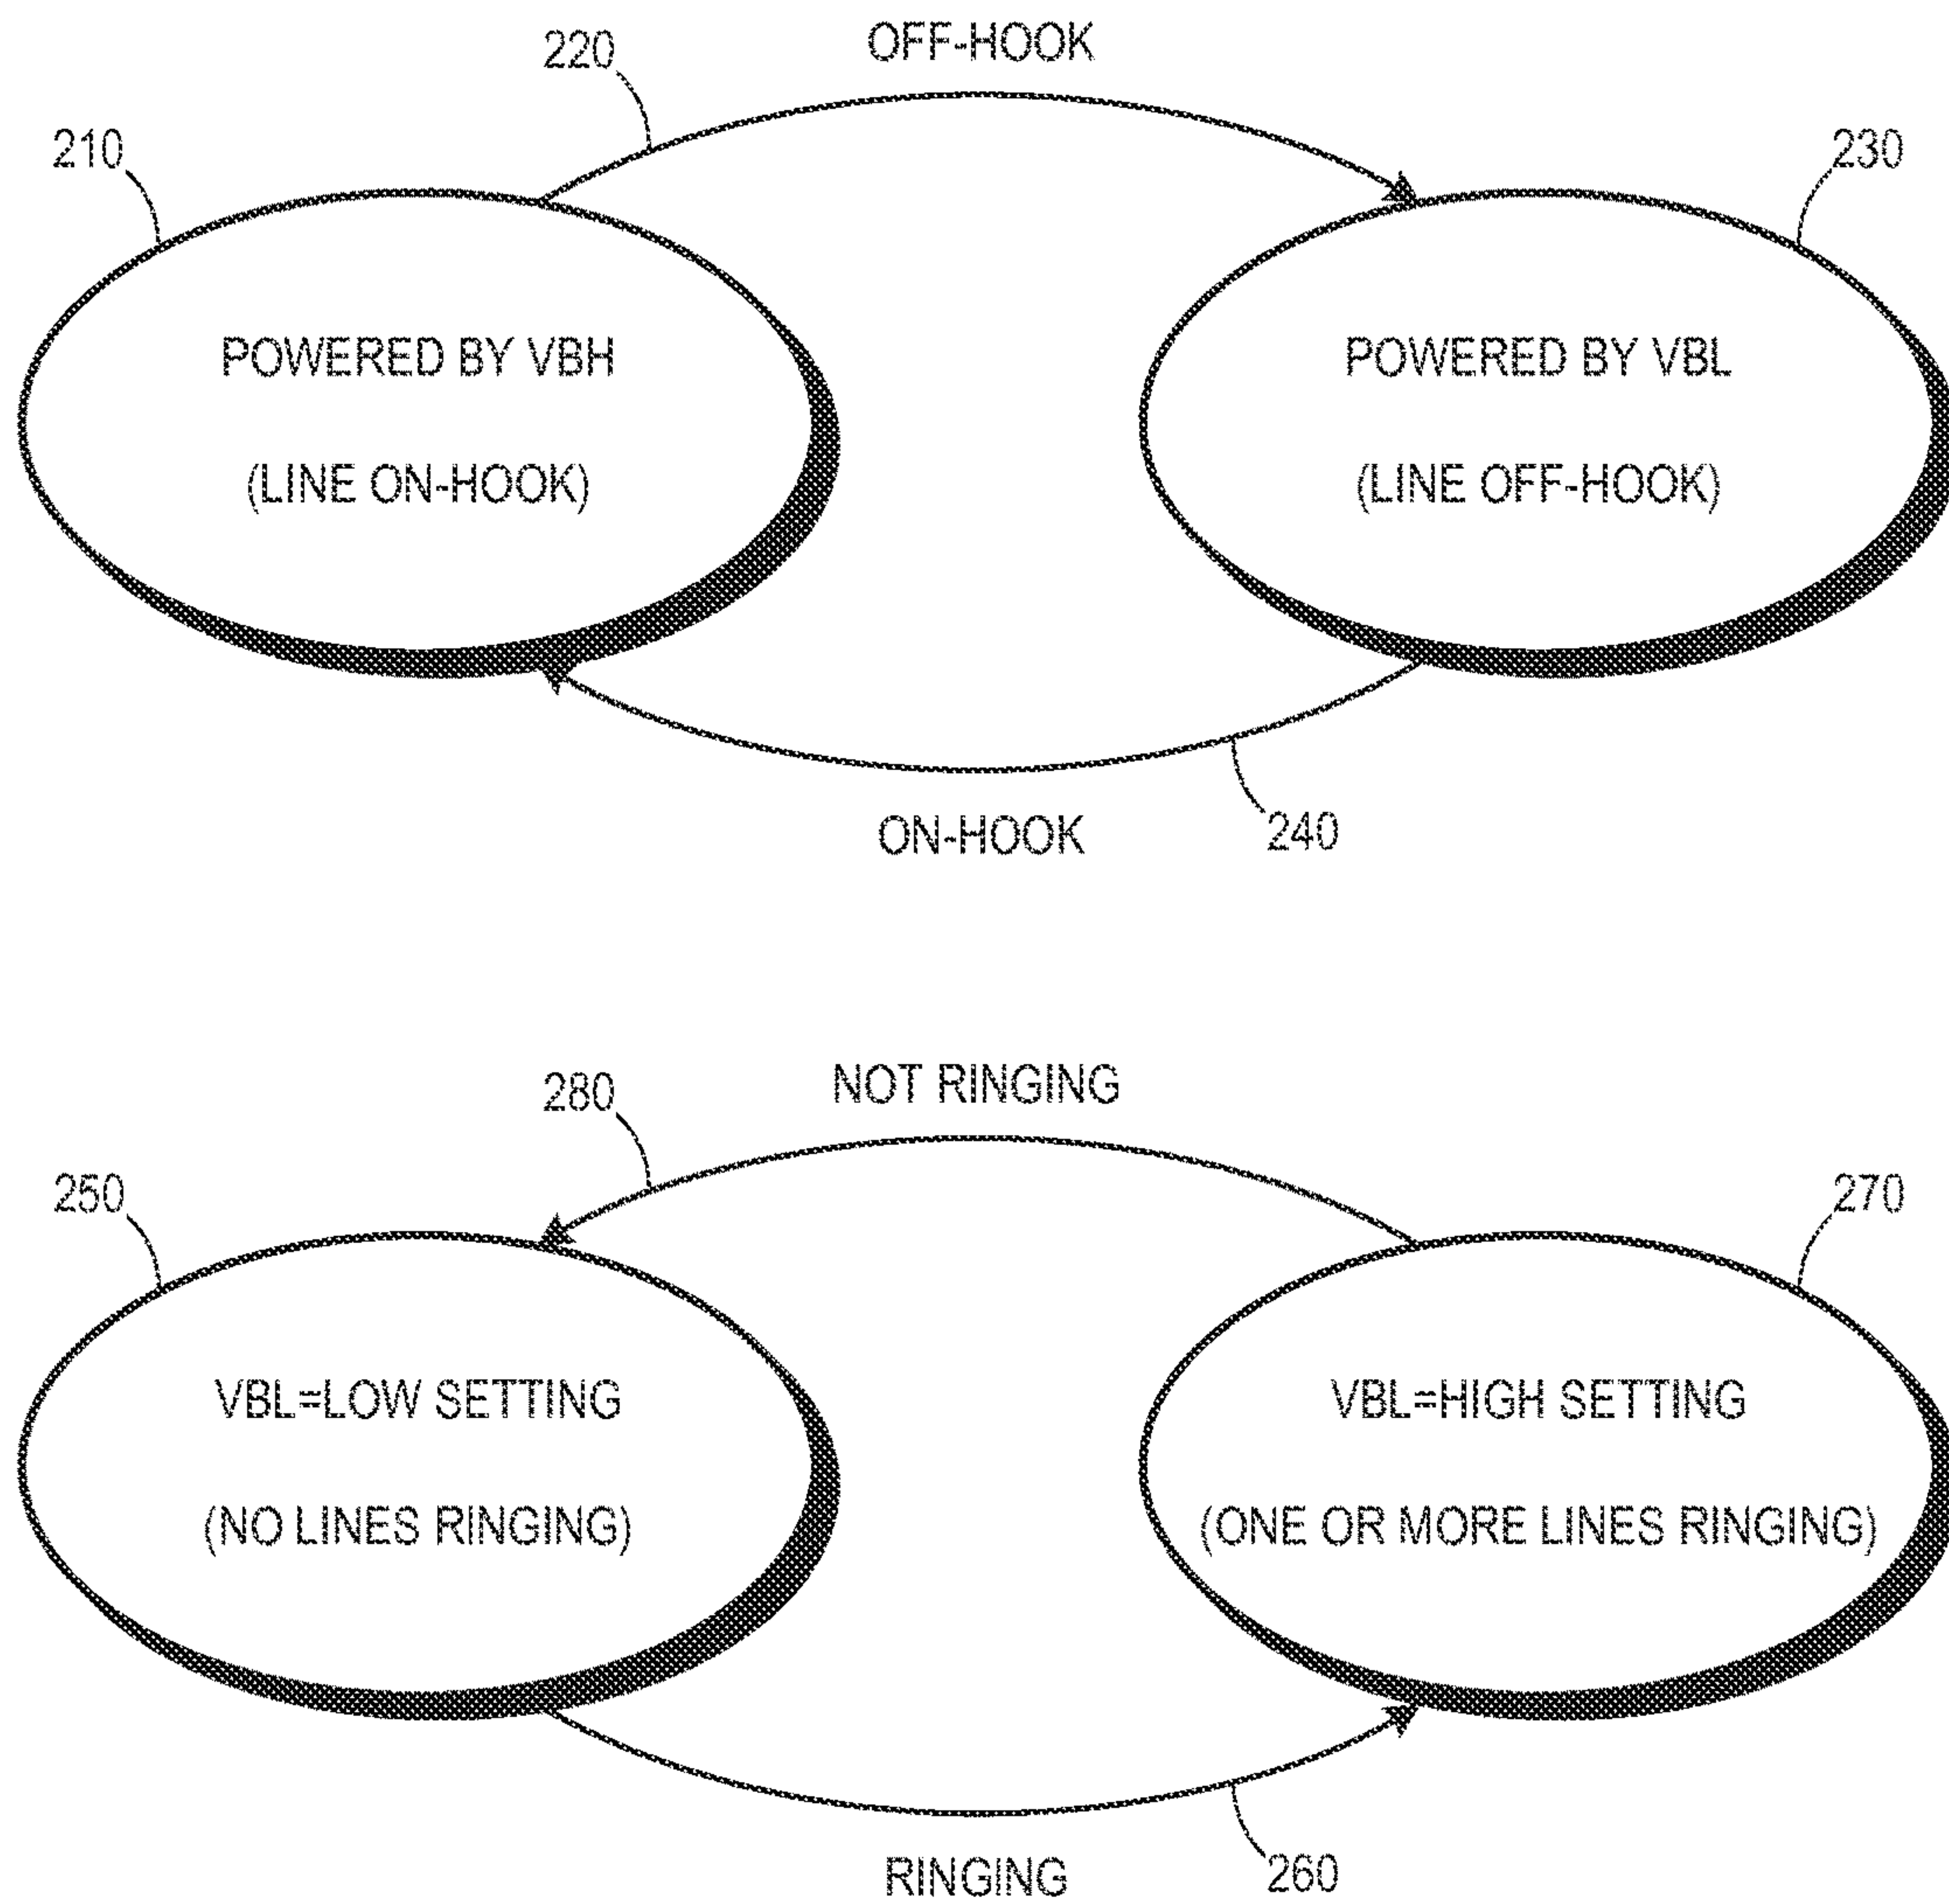 OFF-HOOK
220
210
230
POWERED BY VBH
(LINE ON-HOOK)
POWERED BY VBL
(LINE OFF-HOOK)
ON-HOOK
240
NOT RINGING
280
250
270
VBL=LOW SETTING
(NO LINES RINGING)
VBL=HIGH SETTING
(ONE OR MORE LINES RINGING)
RINGING
260